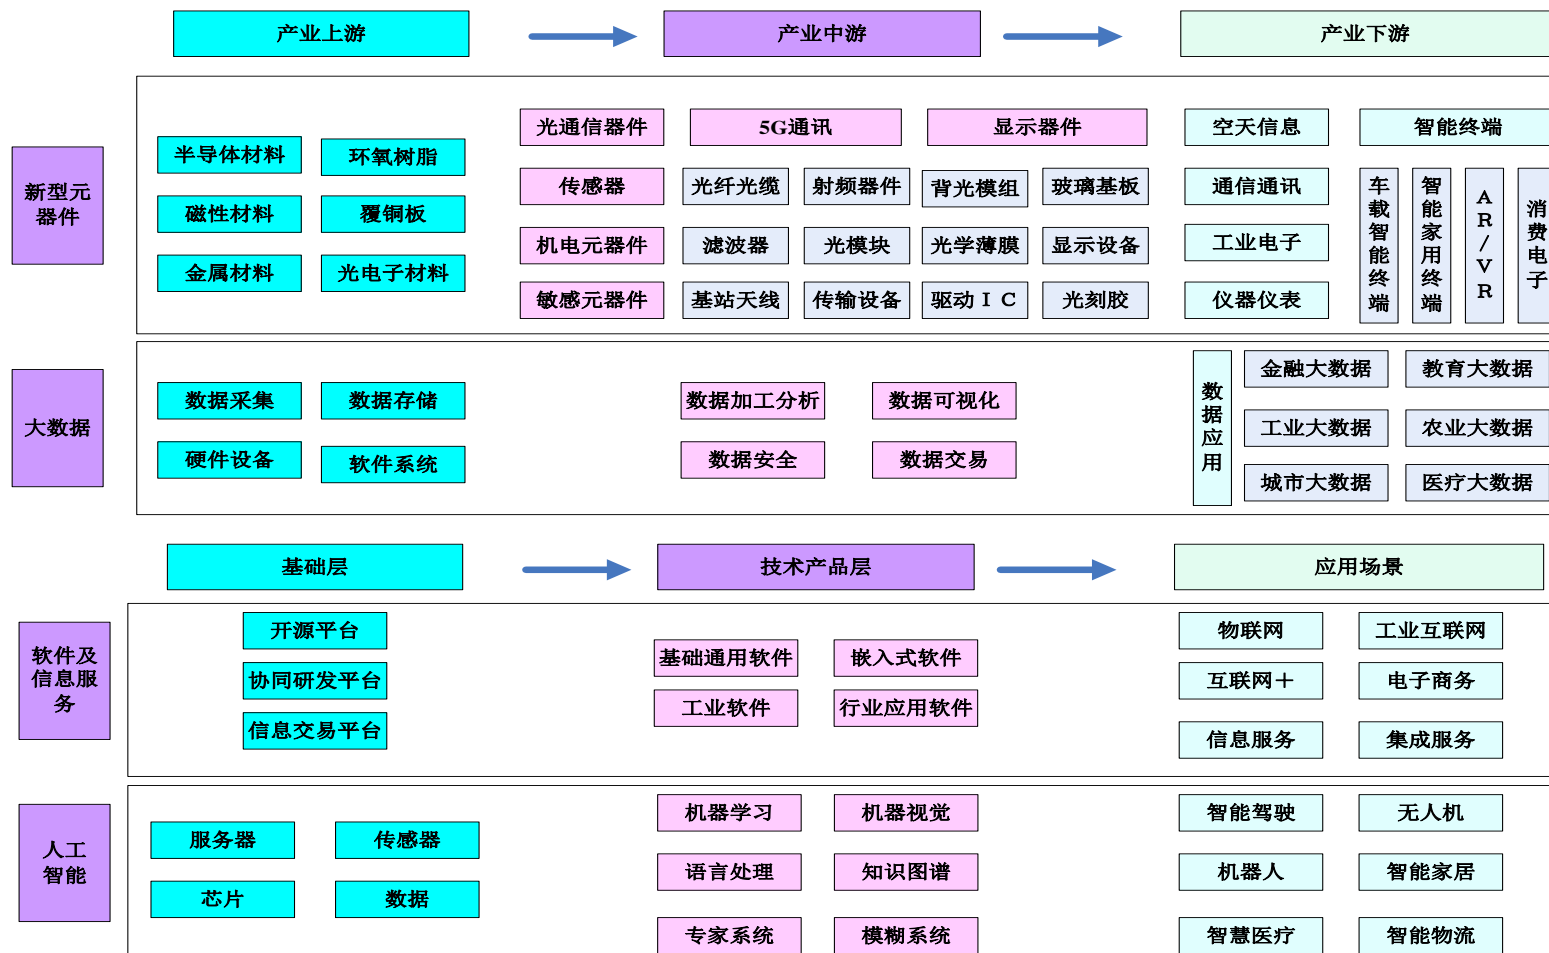 产业上游
产业中游
产业下游
新型元
器件
半导体材料
环氧树脂
磁性材料
覆铜板
金属材料
光电子材料
光通信器件
5G通讯
显示器件
传感器
光纤光缆
射频器件
背光模组
玻璃基板
机电元器件
滤波器
光模块
光学薄膜
显示设备
敏感元器件
基站天线
传输设备
驱动ＩＣ
光刻胶
空天信息
智能终端
通信通讯
工业电子
仪器仪表
车载智能终端
智能家用终端
AR/VR
消费电子
大数据
数据采集
数据存储
硬件设备
软件系统
数据加工分析
数据可视化
数据安全
数据交易
数据应用
金融大数据
教育大数据
工业大数据
农业大数据
城市大数据
医疗大数据
基础层
技术产品层
应用场景
软件及
信息服
务
开源平台
协同研发平台
信息交易平台
基础通用软件
嵌入式软件
工业软件
行业应用软件
物联网
工业互联网
互联网＋
电子商务
信息服务
集成服务
人工
智能
服务器
传感器
芯片
数据
机器学习
机器视觉
语言处理
知识图谱
专家系统
模糊系统
智能驾驶
无人机
机器人
智能家居
智慧医疗
智能物流